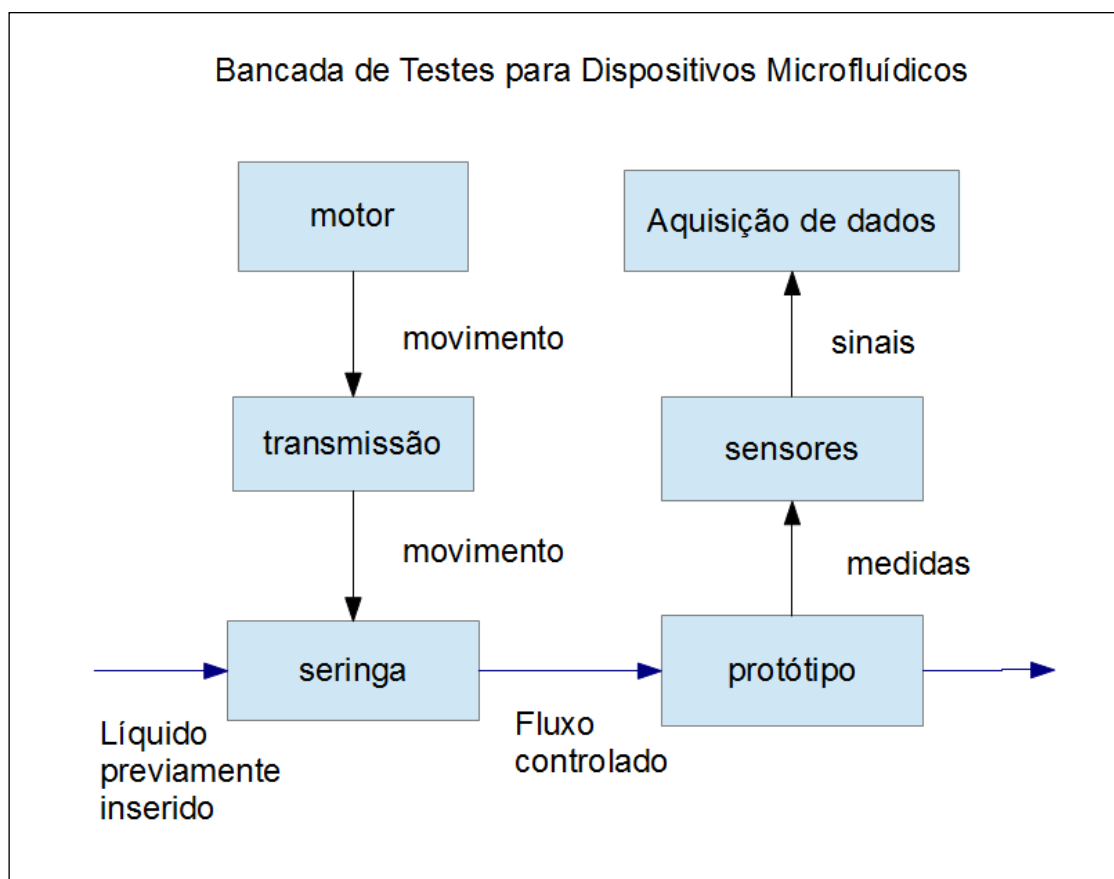 Bancada de Testes para Dispositivos Microfluídicos
motor
Aquisição de dados
movimento
sinais
transmissão
sensores
movimento
medidas
seringa
protótipo
Líquido
previamente
inserido
Fluxo
controlado